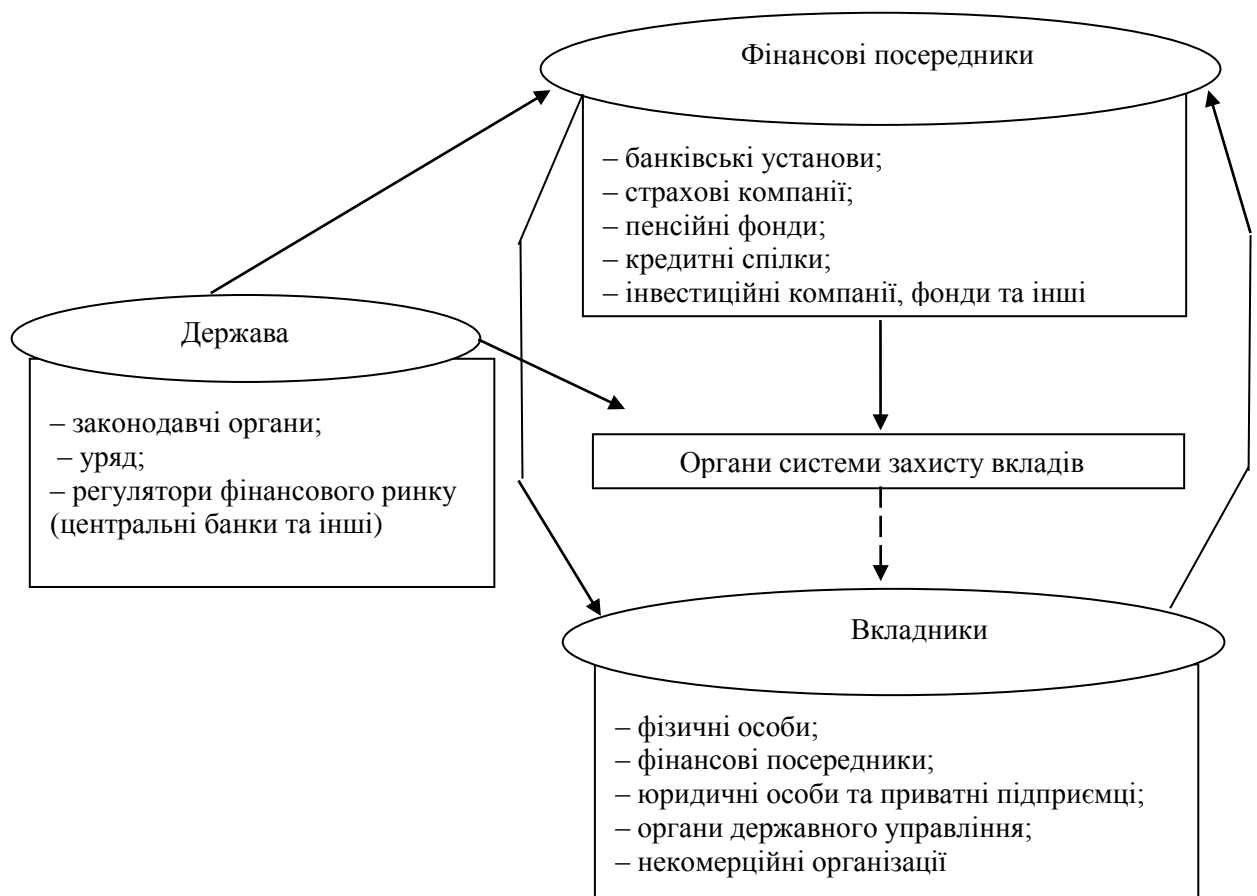 Фінансові посередники
– банківські установи;
– страхові компанії;
– пенсійні фонди;
– кредитні спілки;
– інвестиційні компанії, фонди та інші
Держава
– законодавчі органи;
– уряд;
– регулятори фінансового ринку
(центральні банки та інші)
Органи системи захисту вкладів
Вкладники
– фізичні особи;
– фінансові посередники;
– юридичні особи та приватні підприємці;
– органи державного управління;
– некомерційні організації